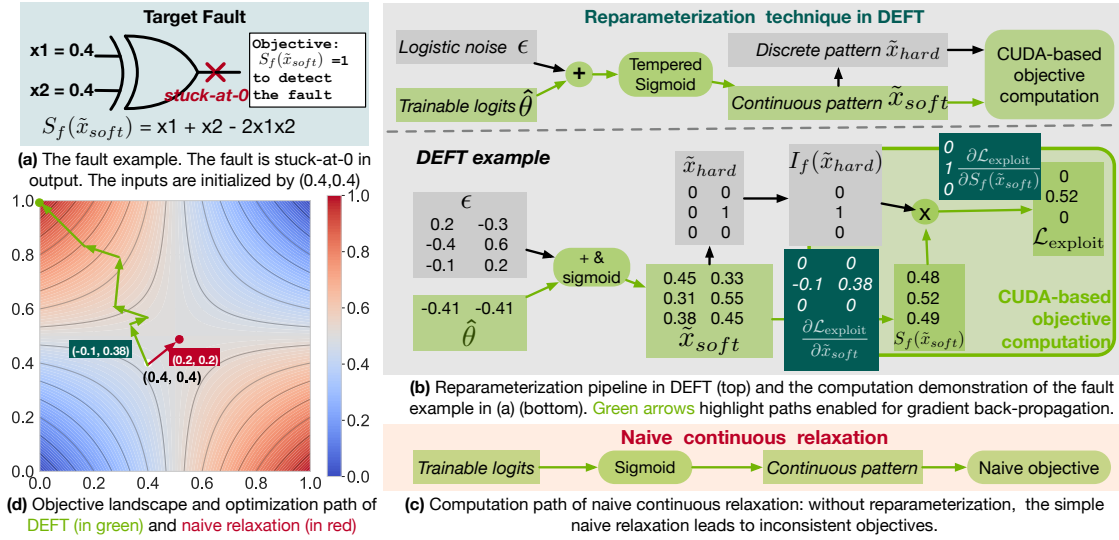 Target Fault
x1 = 0.4
x2 = 0.4
stuck-at-0
Objective:
S_f(x̃_soft) =1
to detect
the fault
S_f(x̃_soft) = x1 + x2 - 2x1x2
(a) The fault example. The fault is stuck-at-0 in
output. The inputs are initialized by (0.4,0.4)
1.0
0.8
0.6
0.4
0.2
0.0
0.0 0.2 0.4 0.6 0.8 1.0
(-0.1, 0.38)
(0.2, 0.2)
(0.4, 0.4)
1.0
0.8
0.6
0.4
0.2
0.0
(d) Objective landscape and optimization path of
DEFT (in green) and naive relaxation (in red)
Reparameterization technique in DEFT
Logistic noise ϵ
Trainable logits θ̂
+
Tempered
Sigmoid
Discrete pattern x̃_hard
Continuous pattern x̃_soft
CUDA-based
objective
computation
DEFT example
ϵ
0.2 -0.3
-0.4 0.6
-0.1 0.2
-0.41 -0.41
θ̂
+ &
sigmoid
x̃_hard
0 0
0 1
0 0
0.45 0.33
0.31 0.55
0.38 0.45
x̃_soft
I_f(x̃_hard)
0
1
0
0 0
-0.1 0.38
0 0
∂L_exploit
∂x̃_soft
x
0.48
0.52
0.49
S_f(x̃_soft)
0
1
0
∂L_exploit
∂S_f(x̃_soft)
0
0.52
0
L_exploit
CUDA-based
objective
computation
(b) Reparameterization pipeline in DEFT (top) and the computation demonstration of the fault
example in (a) (bottom). Green arrows highlight paths enabled for gradient back-propagation.
Naive continuous relaxation
Trainable logits
Sigmoid
Continuous pattern
Naive objective
(c) Computation path of naive continuous relaxation: without reparameterization, the simple
naive relaxation leads to inconsistent objectives.